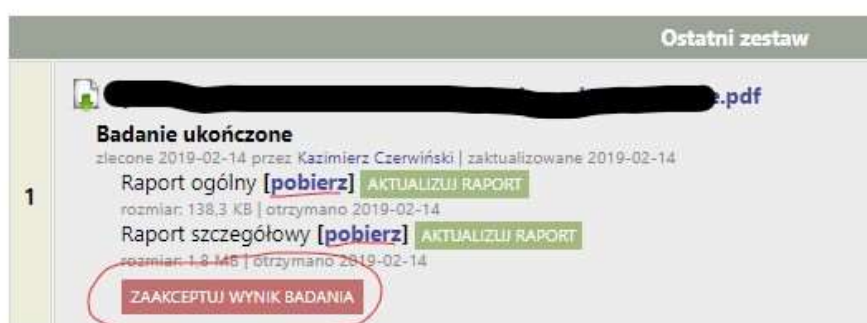 Ostatni zestaw
.pdf
Badanie ukończone
zlecone 2019-02-14 przez Kazimierz Czerwiński | zaktualizowane 2019-02-14
1
Raport ogólny [pobierz] AKTUALIZUJ RAPORT
rozmiar: 138,3 KB | otrzymano 2019-02-14
Raport szczegółowy [pobierz] AKTUALIZUJ RAPORT
rozmiar: 1,8 MB | otrzymano 2019-02-14
ZAAKCEPTUJ WYNIK BADANIA